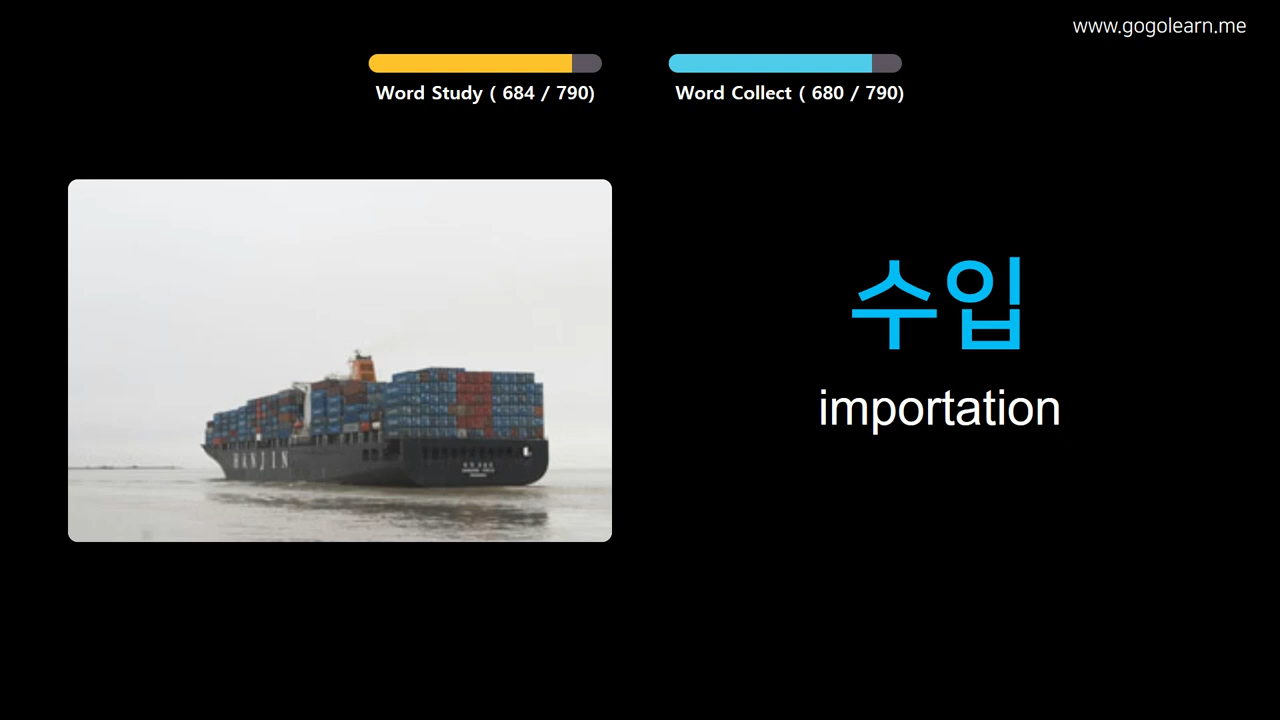 www.gogolearn.me
Word Study ( 684 / 790)
Word Collect ( 680 / 790)
수입
importation
HANJIN